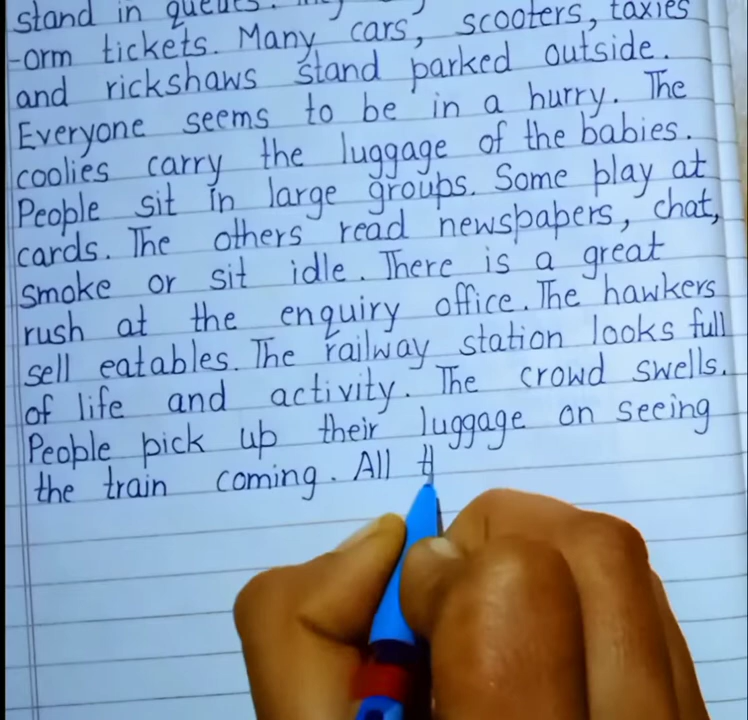 stand in queues.
-orm tickets. Many cars, scooters, taxies
and rickshaws stand parked outside.
Everyone seems to be in a hurry. The
coolies carry the luggage of the babies.
People sit in large groups. Some play at
cards. The others read newspapers, chat,
smoke or sit idle. There is a great
rush at the enquiry office. The hawkers
sell eatables. The railway station looks full
of life and activity. The crowd swells.
People pick up their luggage on seeing
the train coming. All